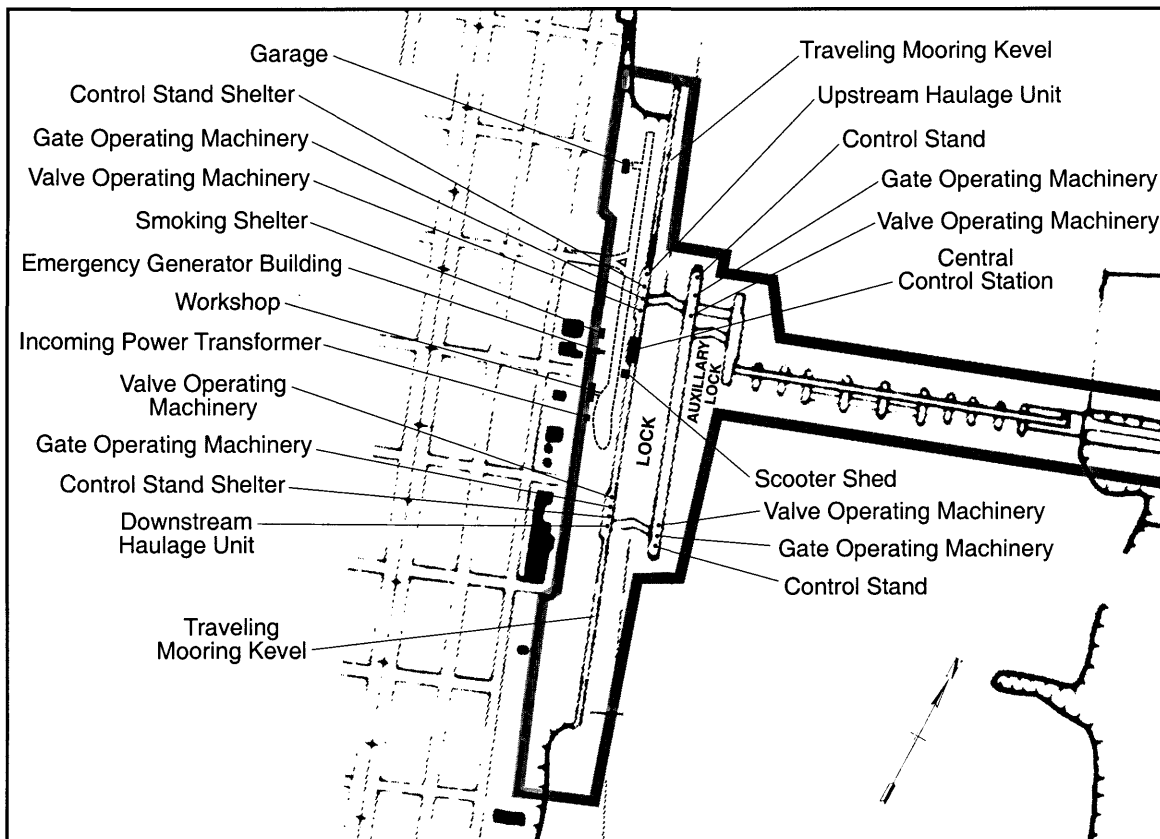 Garage
Control Stand Shelter
Gate Operating Machinery
Valve Operating Machinery
Smoking Shelter
Emergency Generator Building
Workshop
Incoming Power Transformer
Valve Operating
Machinery
Gate Operating Machinery
Control Stand Shelter
Downstream
Haulage Unit
Traveling
Mooring Kevel
Traveling Mooring Kevel
Upstream Haulage Unit
Control Stand
Gate Operating Machinery
Valve Operating Machinery
Central
Control Station
LOCK
AUXILLARY
LOCK
Scooter Shed
Valve Operating Machinery
Gate Operating Machinery
Control Stand